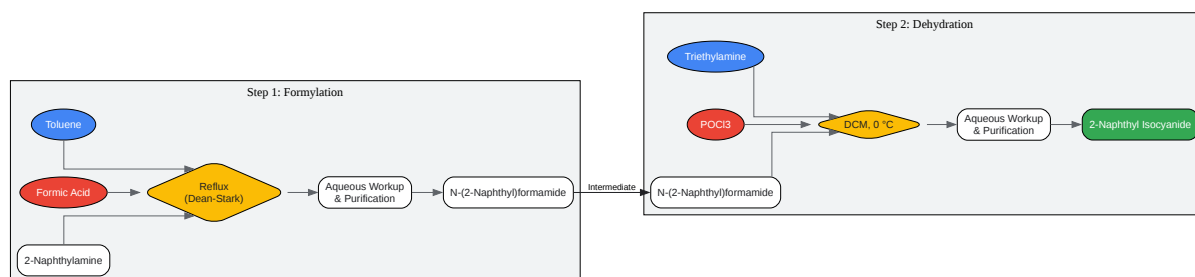 Step 1: Formylation
Toluene
Formic Acid
2-Naphthylamine
Reflux
(Dean-Stark)
Aqueous Workup
& Purification
N-(2-Naphthyl)formamide
Intermediate
Step 2: Dehydration
Triethylamine
POCl3
N-(2-Naphthyl)formamide
DCM, 0 °C
Aqueous Workup
& Purification
2-Naphthyl Isocyanide